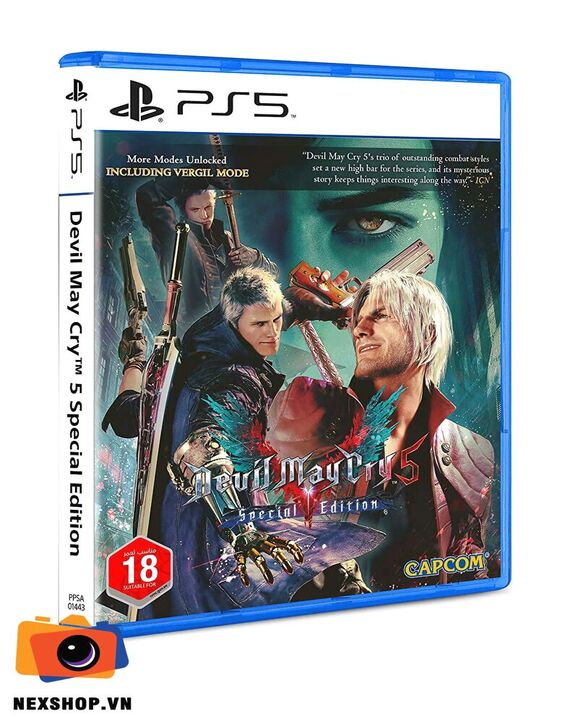 PS5
PS5
More Modes Unlocked
INCLUDING VERGIL MODE
"Devil May Cry 5's trio of outstanding combat styles
set a new high bar for the series, and its mysterious
story keeps things interesting along the way." - IGN
Devil May Cry™ 5 Special Edition
Devil May Cry 5
Special Edition
مناسب لعمر
18
SUITABLE FOR
CAPCOM
PPSA
01443
NEXSHOP.VN